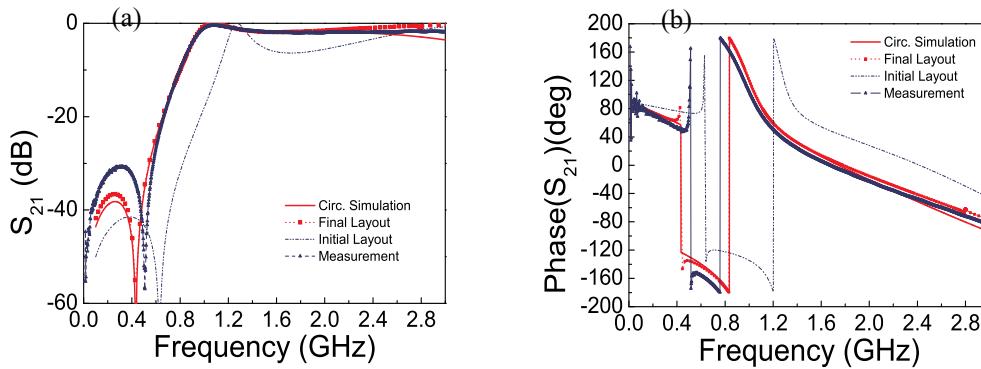 (a)
0
-20
-40
-60
S21 (dB)
Circ. Simulation
Final Layout
Initial Layout
Measurement
0.0 0.4 0.8 1.2 1.6 2.0 2.4 2.8
Frequency (GHz)
(b)
200
160
120
80
40
0
-40
-80
-120
-160
-200
Phase(S21)(deg)
Circ. Simulation
Final Layout
Initial Layout
Measurement
0.0 0.4 0.8 1.2 1.6 2.0 2.4 2.8
Frequency (GHz)